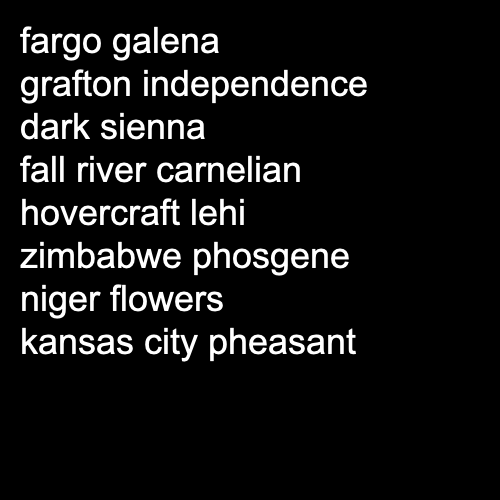 fargo galena
grafton independence
dark sienna
fall river carnelian
hovercraft lehi
zimbabwe phosgene
niger flowers
kansas city pheasant